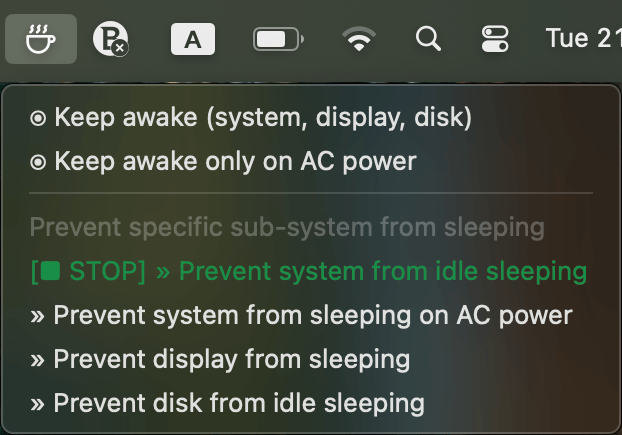 A
Tue 21
Keep awake (system, display, disk)
Keep awake only on AC power
Prevent specific sub-system from sleeping
[■ STOP] » Prevent system from idle sleeping
» Prevent system from sleeping on AC power
» Prevent display from sleeping
» Prevent disk from idle sleeping